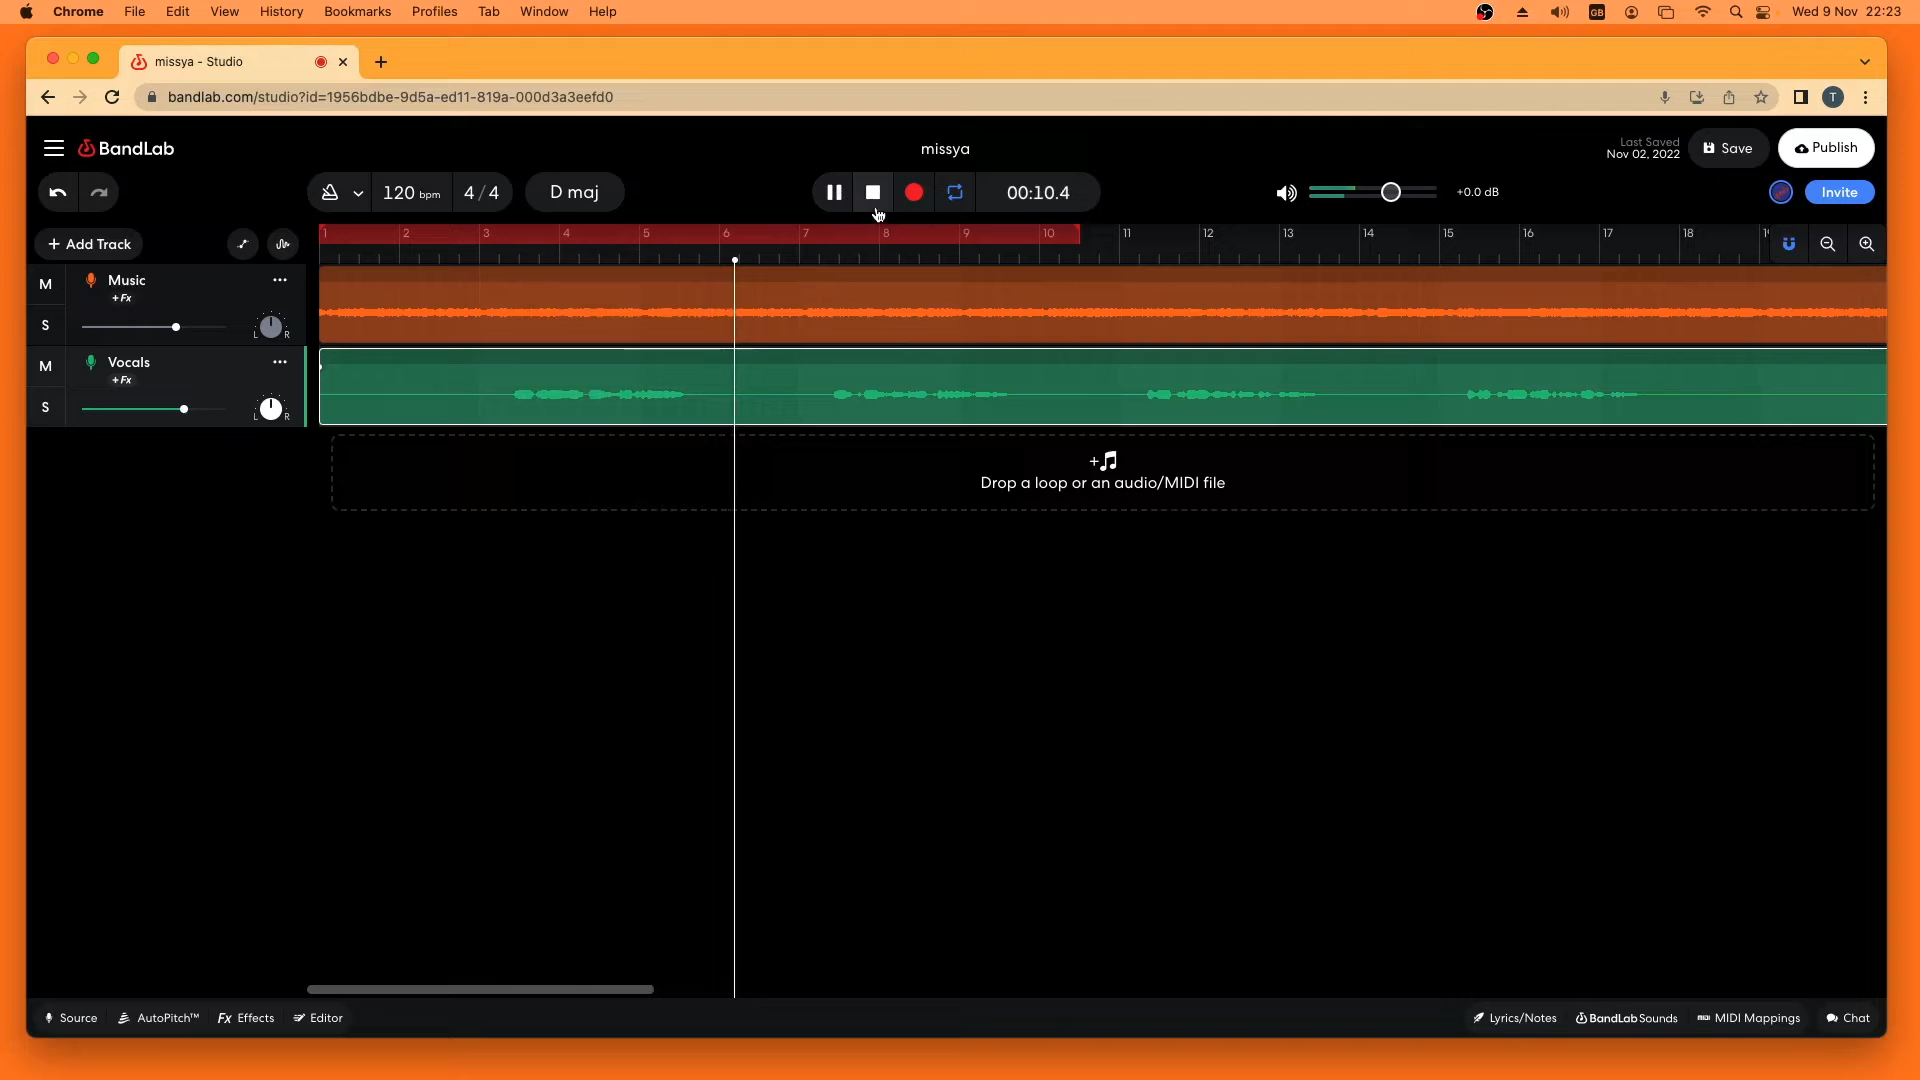 Chrome File Edit View History Bookmarks Profiles Tab Window Help GB Wed 9 Nov 22:23
missya - Studio
bandlab.com/studio?id=1956bdbe-9d5a-ed11-819a-000d3a3eefd0 T
BandLab missya Last Saved Nov 02, 2022 Save Publish
120 bpm 4/4 D maj 00:10.4 +0.0 dB Invite
+ Add Track 1 2 3 4 5 6 7 8 9 10 11 12 13 14 15 16 17 18
M Music
+Fx
S L R
M Vocals
+Fx
S L R
Drop a loop or an audio/MIDI file
Source AutoPitch™ Fx Effects Editor Lyrics/Notes BandLab Sounds MIDI Mappings Chat